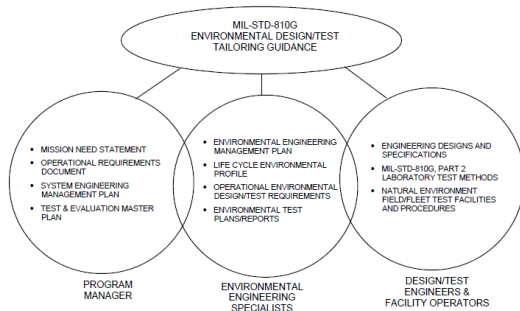 MIL-STD-810G
ENVIRONMENTAL DESIGN/TEST
TAILORING GUIDANCE
• MISSION NEED STATEMENT
• OPERATIONAL REQUIREMENTS
DOCUMENT
• SYSTEM ENGINEERING
MANAGEMENT PLAN
• TEST & EVALUATION MASTER
PLAN
• ENVIRONMENTAL ENGINEERING
MANAGEMENT PLAN
• LIFE CYCLE ENVIRONMENTAL
PROFILE
• OPERATIONAL ENVIRONMENTAL
DESIGN/TEST REQUIREMENTS
• ENVIRONMENTAL TEST
PLANS/REPORTS
• ENGINEERING DESIGNS AND
SPECIFICATIONS
• MIL-STD-810G, PART 2
LABORATORY TEST METHODS
• NATURAL ENVIRONMENT
FIELD/FLEET TEST FACILITIES
AND PROCEDURES
PROGRAM
MANAGER
ENVIRONMENTAL
ENGINEERING
SPECIALISTS
DESIGN/TEST
ENGINEERS &
FACILITY OPERATORS